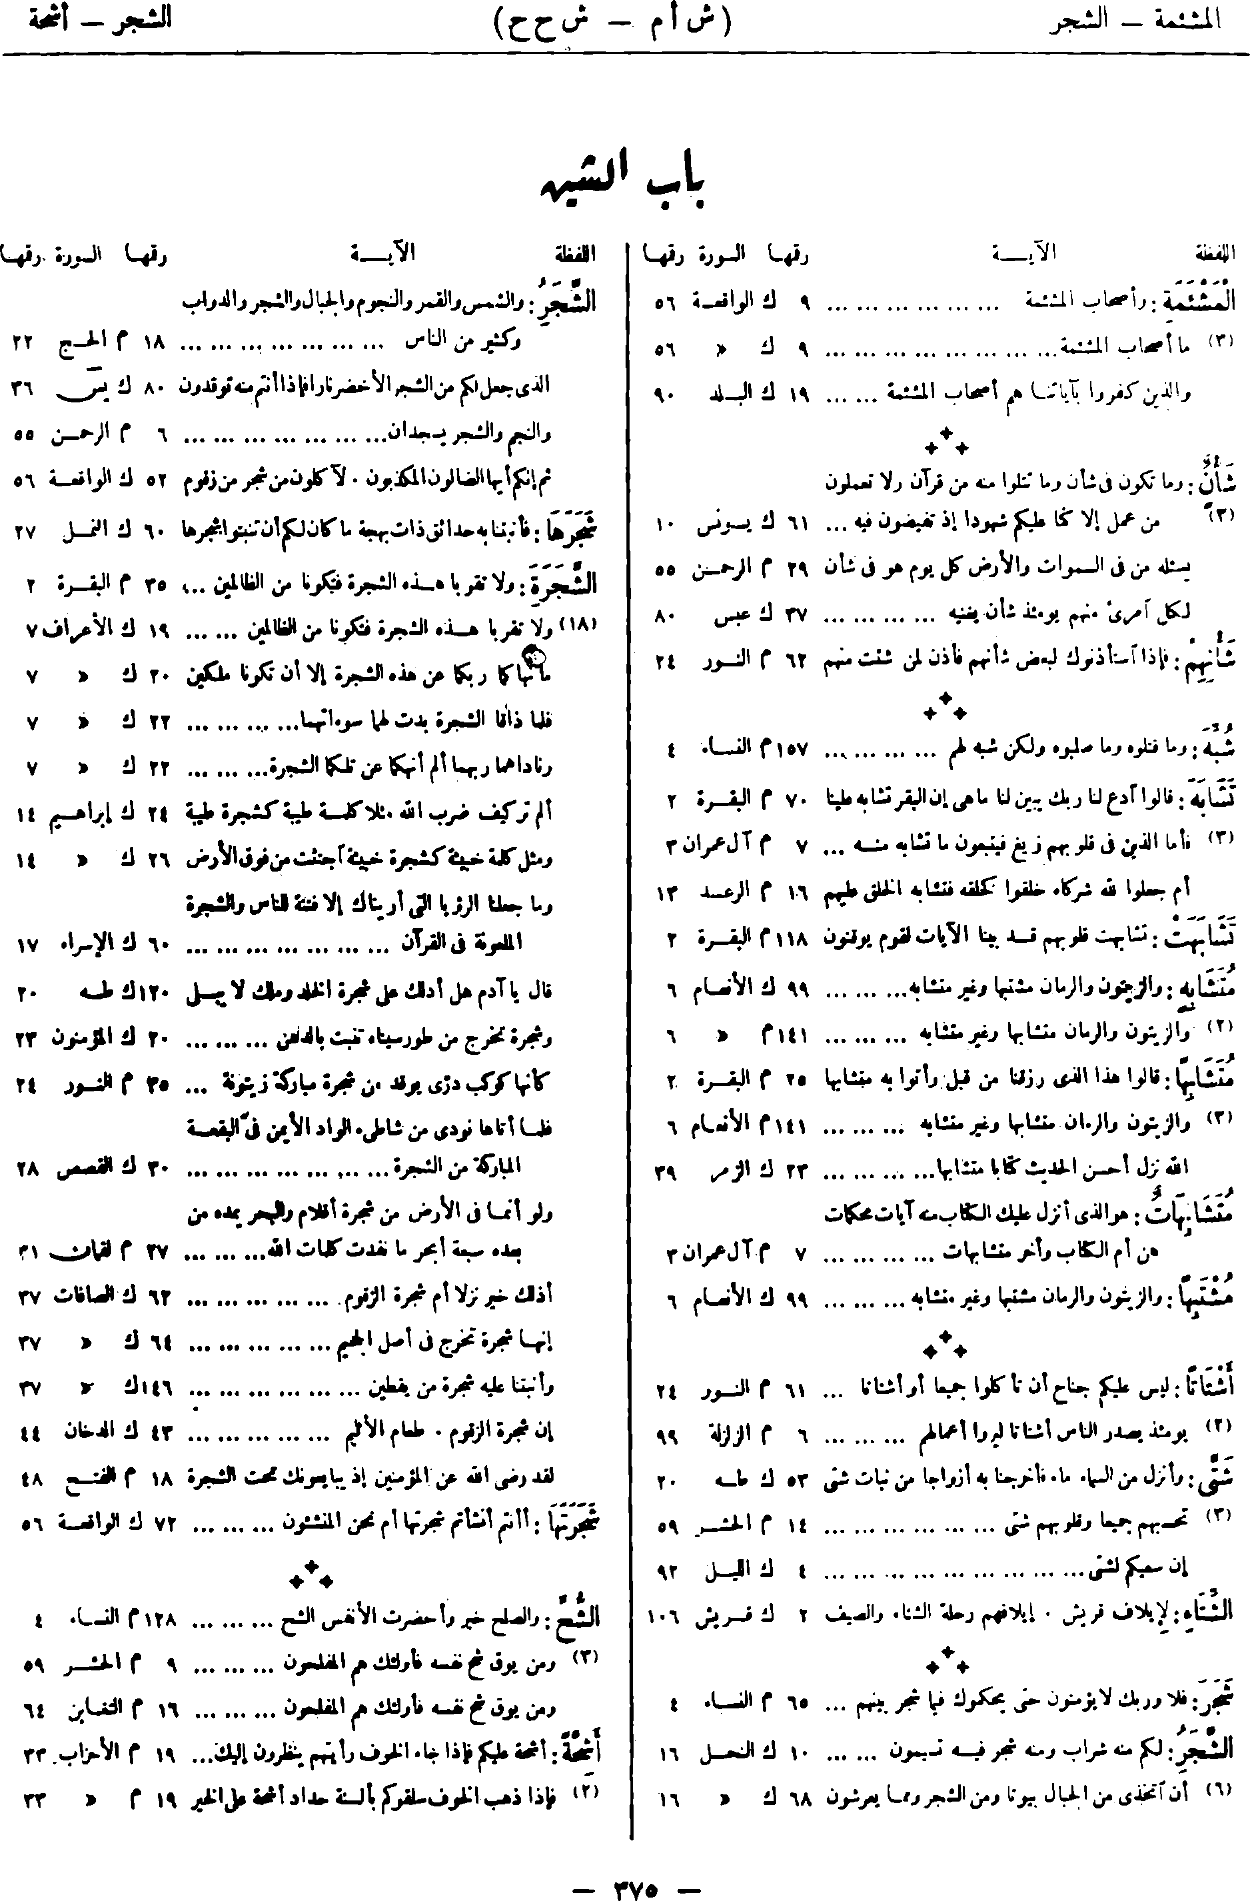 المشئمة – الشجر (ش أ م – ش ح ح) الشجر – أشحة
باب الشين
اللفظة الآيــة رقمها السورة رقمها
الْمَشْئَمَةِ : وأصحاب المشئمة ... ... ... ... ... ... ٩ ك الواقعة ٥٦
(٣) ما أصحاب المشئمة ... ... ... ... ... ... ... ... ٩ ك » ٥٦
والذين كفروا بآياتنا هم أصحاب المشئمة ... ... ١٩ ك البلد ٩٠
شَأْنٌ : وما تكون فى شأن وما تتلوا منه من قرآن ولا تعملون
(٣) من عمل إلا كنا عليكم شهودا إذ تفيضون فيه ... ٦١ ك يونس ١٠
يسئله من فى السموات والأرض كل يوم هو فى شأن ٢٩ م الرحمن ٥٥
لكل آمرئ منهم يومئذ شأن يغنيه ... ... ... ... ٣٧ ك عبس ٨٠
شَأْنِهِمْ : فإذا آستأذنوك لبعض شأنهم فأذن لمن شئت منهم ٦٢ م النور ٢٤
شُبِّهَ : وما قتلوه وما صلبوه ولكن شبه لهم ... ... ... ... ١٥٧ م النساء ٤
تَشَابَهَ : قالوا آدع لنا ربك يبين لنا ما هى إن البقر تشابه علينا ٧٠ م البقرة ٢
(٣) فأما الذين فى قلوبهم زيغ فيتبعون ما تشابه منه ... ٧ م آل عمران ٣
أم جعلوا لله شركاء خلقوا كخلقه فتشابه الخلق عليهم ١٦ م الرعد ١٣
تَشَابَهَتْ : تشابهت قلوبهم قد بينا الآيات لقوم يوقنون ١١٨ م البقرة ٢
مُتَشَابِهٍ : والزيتون والرمان مشتبها وغير متشابه ... ... ... ٩٩ ك الأنعام ٦
(٢) والزيتون والرمان متشابها وغير متشابه ... ... ... ١٤١ م » ٦
مُتَشَابِهًا : قالوا هذا الذى رزقنا من قبل وأتوا به متشابها ٢٥ م البقرة ٢
(٣) والزيتون والرمان متشابها وغير متشابه ... ... ... ١٤١ م الأنعام ٦
الله نزل أحسن الحديث كتابا متشابها ... ... ... ... ٢٣ ك الزمر ٣٩
مُتَشَابِهَاتٌ : هو الذى أنزل عليك الكتاب منه آيات محكمات
هن أم الكتاب وأخر متشابهات ... ... ... ... ... ٧ م آل عمران ٣
مُشْتَبِهًا : والزيتون والرمان مشتبها وغير متشابه ... ... ... ٩٩ ك الأنعام ٦
أَشْتَاتًا : ليس عليكم جناح أن تأكلوا جميعا أو أشتاتا ... ٦١ م النور ٢٤
(٢) يومئذ يصدر الناس أشتاتا ليروا أعمالهم ... ... ... ٦ م الزلزلة ٩٩
شَتَّى : وأنزل من السماء ماء فأخرجنا به أزواجا من نبات شتى ٥٣ ك طه ٢٠
(٣) تحسبهم جميعا وقلوبهم شتى ... ... ... ... ... ... ١٤ م الحشر ٥٩
إن سعيكم لشتى ... ... ... ... ... ... ... ... ... ٤ ك الليل ٩٢
الشِّتَاءِ : لإيلاف قريش ٠ إيلافهم رحلة الشتاء والصيف ٢ ك قريش ١٠٦
شَجَرَ : فلا وربك لا يؤمنون حتى يحكموك فيما شجر بينهم ... ٦٥ م النساء ٤
الشَّجَرُ : لكم منه شراب ومنه شجر فيه تسيمون ... ... ١٠ ك النحل ١٦
(٦) أن آتخذى من الجبال بيوتا ومن الشجر ومما يعرشون ٦٨ ك » ١٦
اللفظة الآيــة رقمها السورة رقمها
الشَّجَرُ : والشمس والقمر والنجوم والجبال والشجر والدواب
وكثير من الناس ... ... ... ... ... ... ... ١٨ م الحج ٢٢
الذى جعل لكم من الشجر الأخضر نارا فإذا أنتم منه توقدون ٨٠ ك يس ٣٦
والنجم والشجر يسجدان ... ... ... ... ... ... ... ٦ م الرحمن ٥٥
ثم إنكم أيها الضالون المكذبون ٠ لآكلون من شجر من زقوم ٥٢ ك الواقعة ٥٦
شَجَرَهَا : فأنبتنا به حدائق ذات بهجة ما كان لكم أن تنبتوا شجرها ٦٠ ك النمل ٢٧
الشَّجَرَةَ : ولا تقربا هذه الشجرة فتكونا من الظالمين ... ٣٥ م البقرة ٢
(١٨) ولا تقربا هذه الشجرة فتكونا من الظالمين ... ... ١٩ ك الأعراف ٧
ما نهاكما ربكما عن هذه الشجرة إلا أن تكونا ملكين ٢٠ ك » ٧
فلما ذاقا الشجرة بدت لهما سوءاتهما ... ... ... ... ٢٢ ك » ٧
وناداهما ربهما ألم أنهكما عن تلكما الشجرة ... ... ... ٢٢ ك » ٧
ألم تركيف ضرب الله مثلا كلمة طيبة كشجرة طيبة ٢٤ ك إبراهيم ١٤
ومثل كلمة خبيثة كشجرة خبيثة آجتثت من فوق الأرض ٢٦ ك » ١٤
وما جعلنا الرؤيا التى أريناك إلا فتنة للناس والشجرة
الملعونة فى القرآن ... ... ... ... ... ... ... ٦٠ ك الإسراء ١٧
قال يا آدم هل أدلك على شجرة الخلد وملك لا يبلى ١٢٠ ك طه ٢٠
وشجرة تخرج من طور سيناء تنبت بالدهن ... ... ... ٢٠ ك المؤمنون ٢٣
كأنها كوكب درّى يوقد من شجرة مباركة زيتونة ... ٣٥ م النور ٢٤
فلما أتاها نودى من شاطىء الواد الأيمن فى البقعة
المباركة من الشجرة ... ... ... ... ... ... ... ٣٠ ك القصص ٢٨
ولو أنما فى الأرض من شجرة أقلام والبحر يمده من
بعده سبعة أبحر ما نفدت كلمات الله ... ... ... ٢٧ م لقمان ٣١
أذلك خير نزلا أم شجرة الزقوم ... ... ... ... ... ٦٢ ك الصافات ٣٧
إنها شجرة تخرج فى أصل الجحيم ... ... ... ... ... ٦٤ ك » ٣٧
وأنبتنا عليه شجرة من يقطين ... ... ... ... ... ... ١٤٦ ك » ٣٧
إن شجرة الزقوم ٠ طعام الأثيم ... ... ... ... ... ٤٣ ك الدخان ٤٤
لقد رضى الله عن المؤمنين إذ يبايعونك تحت الشجرة ١٨ م الفتح ٤٨
شَجَرَتَهَا : أأنتم أنشأتم شجرتها أم نحن المنشئون ... ... ... ٧٢ ك الواقعة ٥٦
الشُّحَّ : والصلح خير وأحضرت الأنفس الشح ... ... ... ١٢٨ م النساء ٤
(٣) ومن يوق شح نفسه فأولئك هم المفلحون ... ... ... ٩ م الحشر ٥٩
ومن يوق شح نفسه فأولئك هم المفلحون ... ... ... ١٦ م التغابن ٦٤
أَشِحَّةً : أشحة عليكم فإذا جاء الخوف رأيتهم ينظرون إليك ... ١٩ م الأحزاب ٣٣
(٢) فإذا ذهب الخوف سلقوكم بألسنة حداد أشحة على الخير ١٩ م » ٣٣
– ٣٧٥ –